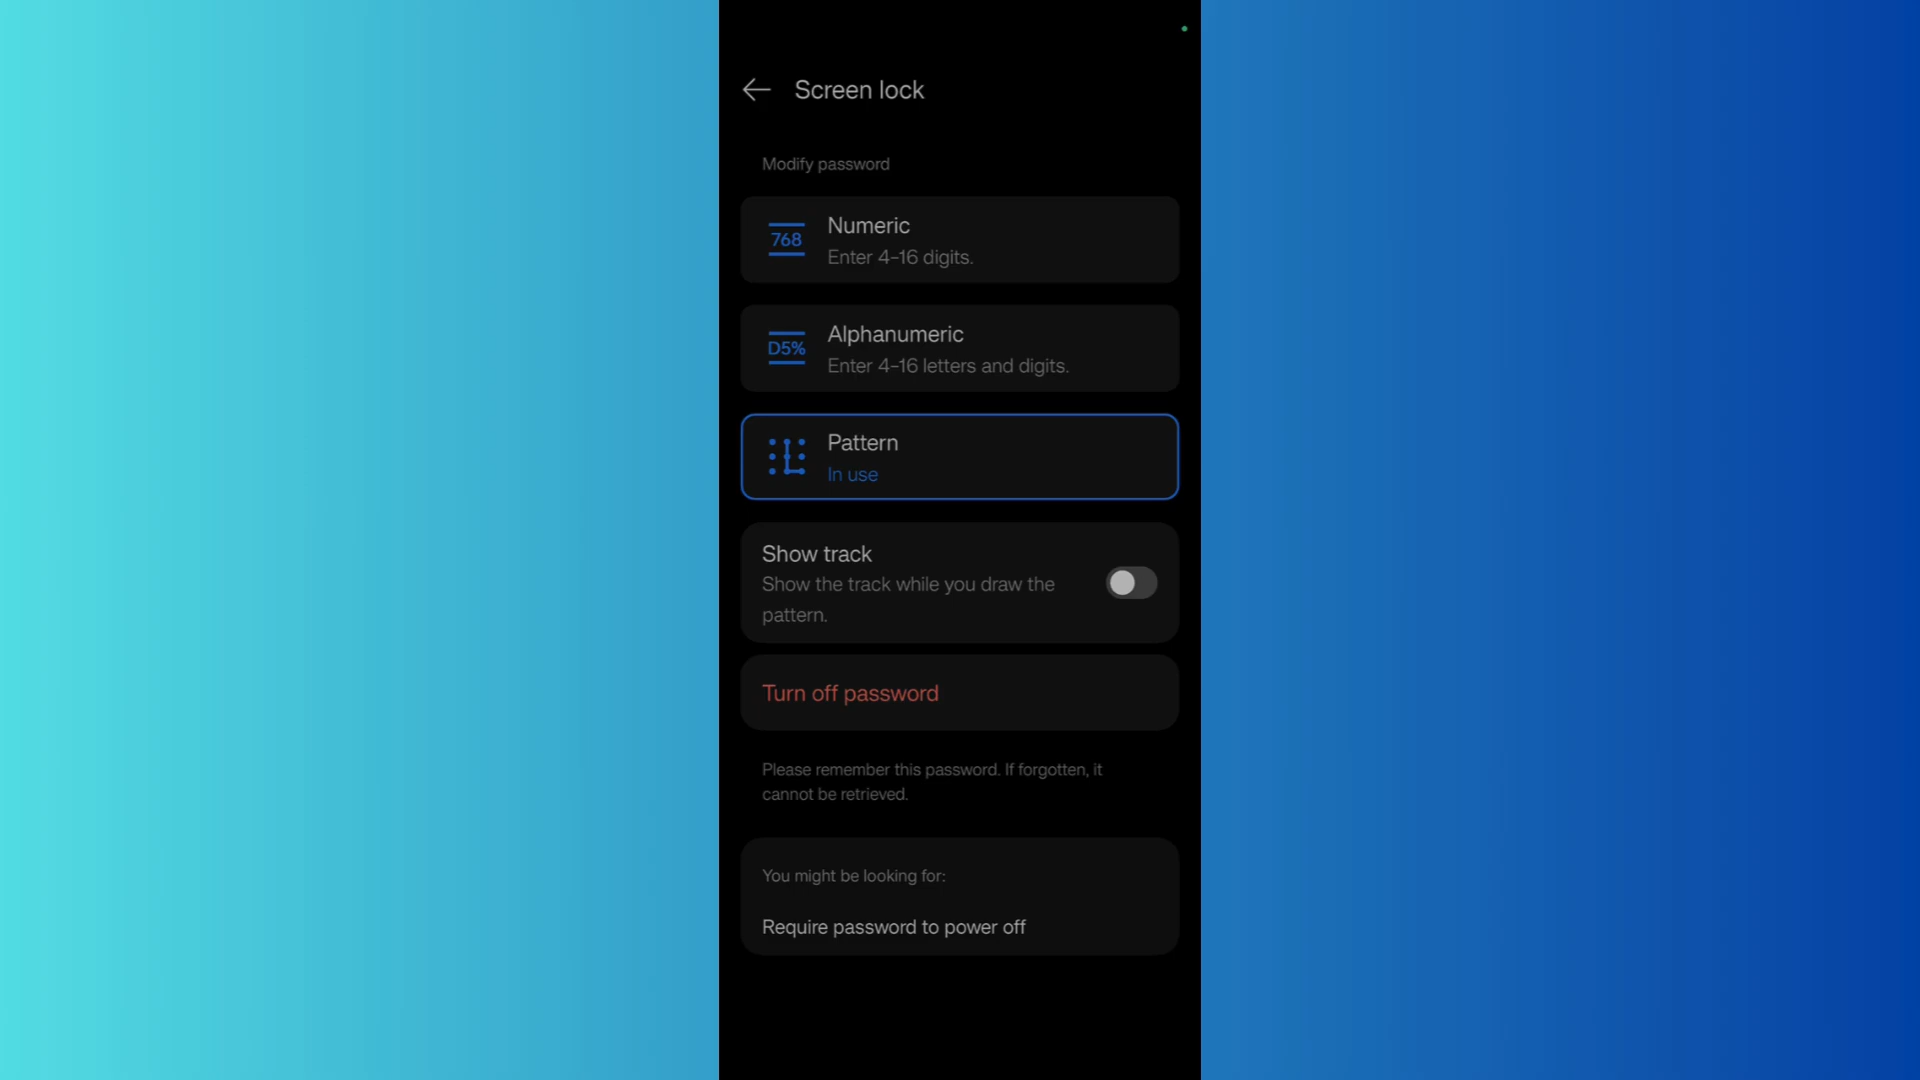 Screen lock
Modify password
768
Numeric
Enter 4-16 digits.
D5%
Alphanumeric
Enter 4-16 letters and digits.
Pattern
In use
Show track
Show the track while you draw the
pattern.
Turn off password
Please remember this password. If forgotten, it
cannot be retrieved.
You might be looking for:
Require password to power off